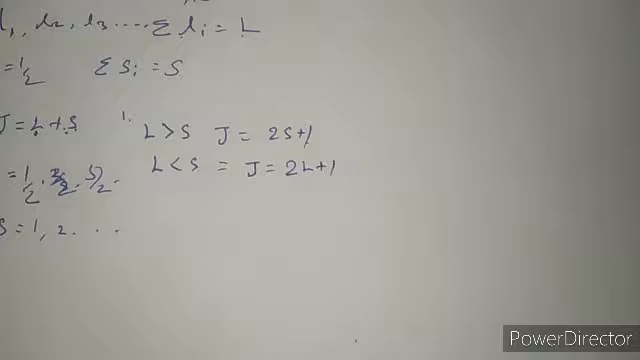 l₁, l₂, l₃ .... Σ lᵢ = L
= 1/2 Σ sᵢ = S
J = L + S 1. L > S J = 2S+1
= 1/2, 3/2, 5/2. L < S = J = 2L+1
S = 1, 2. . .
PowerDirector